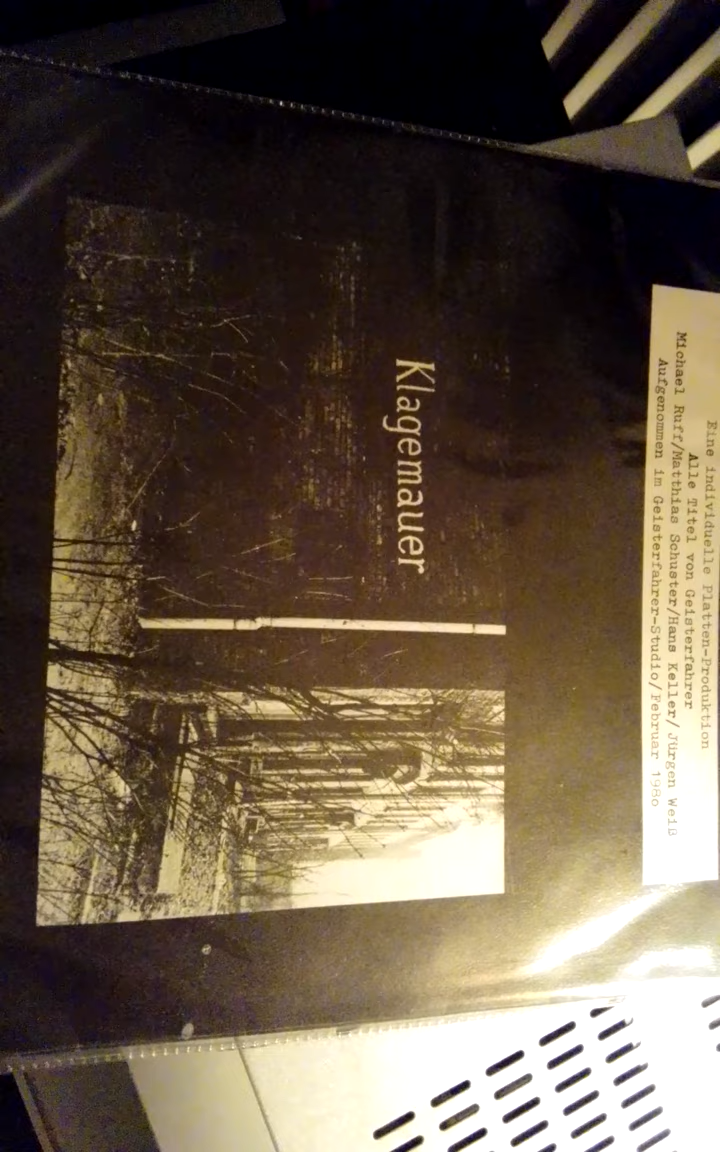 Eine individuelle Platten-Produktion
Alle Titel von Geisterfahrer
Michael Ruff/Matthias Schuster/Hans Keller/Jürgen Weiß
Aufgenommen im Geisterfahrer-Studio/Februar 198o
Klagemauer